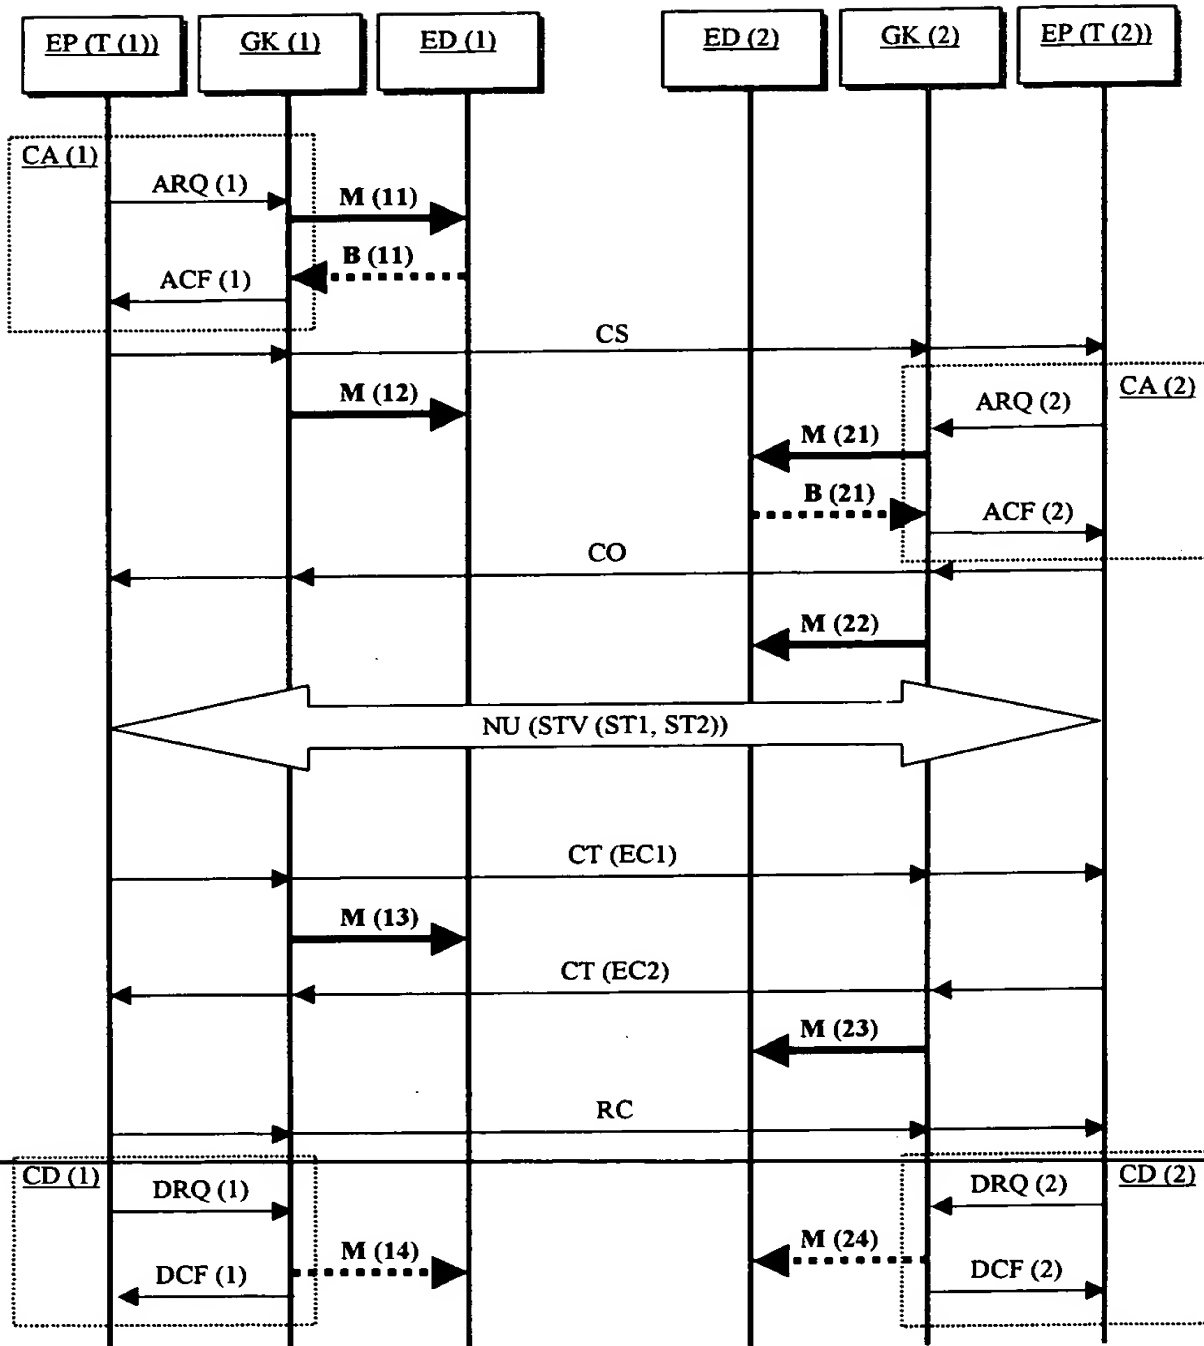 EP (T (1)) GK (1) ED (1) ED (2) GK (2) EP (T (2))
CA (1)
ARQ (1)
M (11)
B (11)
ACF (1)
CS
CA (2)
M (12)
ARQ (2)
M (21)
B (21)
ACF (2)
CO
M (22)
NU (STV (ST1, ST2))
CT (EC1)
M (13)
CT (EC2)
M (23)
RC
CD (1) CD (2)
DRQ (1) DRQ (2)
M (14) M (24)
DCF (1) DCF (2)